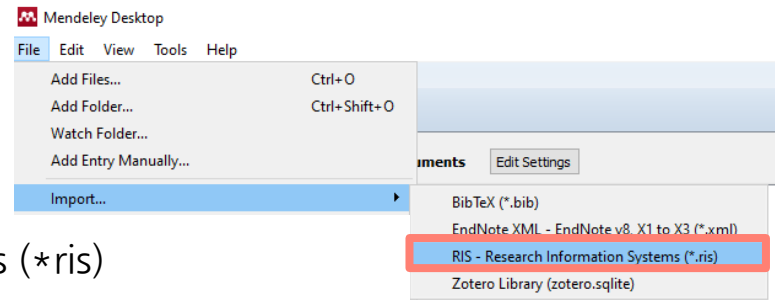 Mendeley Desktop
File Edit View Tools Help
Add Files... Ctrl+O
Add Folder... Ctrl+Shift+O
Watch Folder...
Add Entry Manually...
uments Edit Settings
Import...
BibTeX (*.bib)
EndNote XML - EndNote v8, X1 to X3 (*.xml)
RIS - Research Information Systems (*.ris)
Zotero Library (zotero.sqlite)
s (*ris)